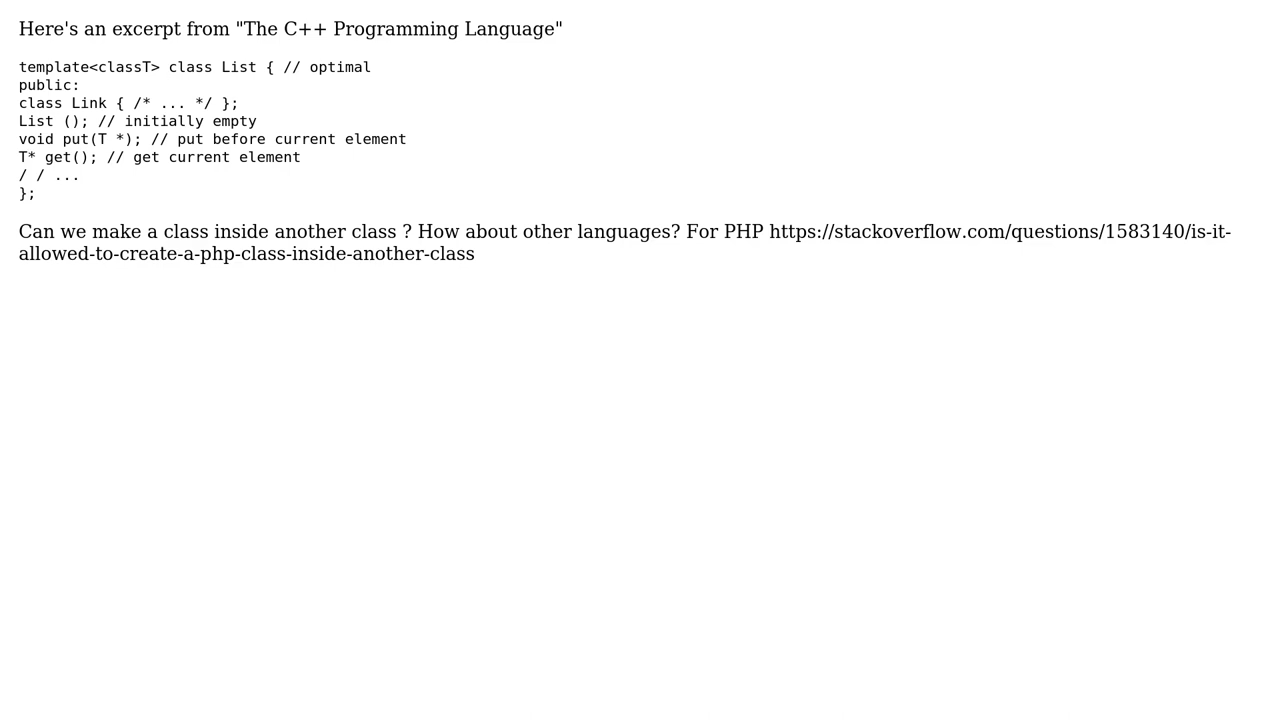 Here's an excerpt from "The C++ Programming Language"
template<classT> class List { // optimal
public:
class Link { /* ... */ };
List (); // initially empty
void put(T *); // put before current element
T* get(); // get current element
/ / ...
};
Can we make a class inside another class ? How about other languages? For PHP https://stackoverflow.com/questions/1583140/is-it-
allowed-to-create-a-php-class-inside-another-class